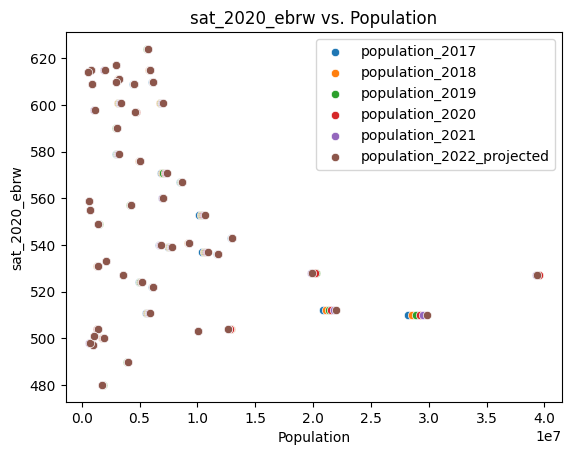 sat_2020_ebrw vs. Population
population_2017
population_2018
population_2019
population_2020
population_2021
population_2022_projected
sat_2020_ebrw
620
600
580
560
540
520
500
480
0.0 0.5 1.0 1.5 2.0 2.5 3.0 3.5 4.0
1e7
Population